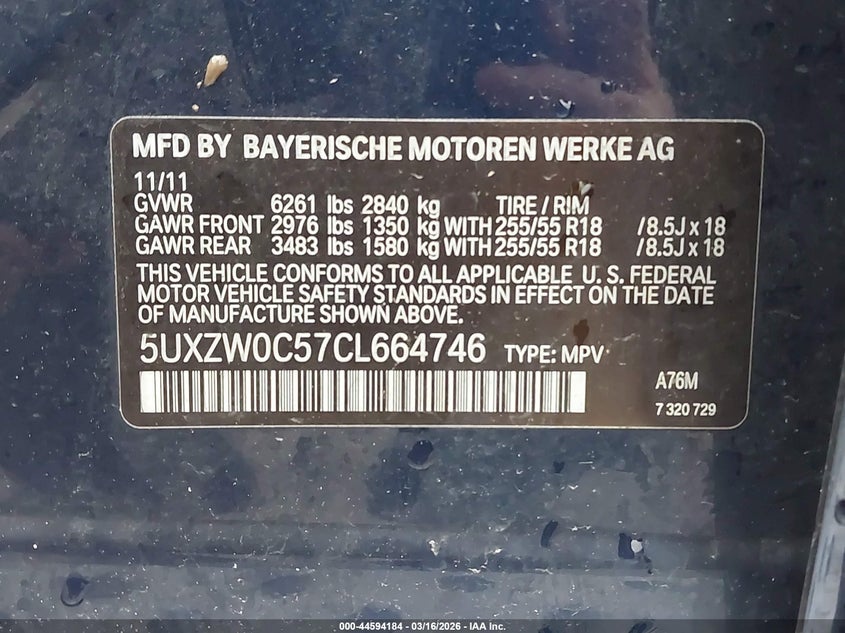 MFD BY BAYERISCHE MOTOREN WERKE AG
11/11
GVWR 6261 lbs 2840 kg TIRE / RIM
GAWR FRONT 2976 lbs 1350 kg WITH 255/55 R18 / 8.5J x 18
GAWR REAR 3483 lbs 1580 kg WITH 255/55 R18 / 8.5J x 18
THIS VEHICLE CONFORMS TO ALL APPLICABLE U. S. FEDERAL
MOTOR VEHICLE SAFETY STANDARDS IN EFFECT ON THE DATE
OF MANUFACTURE SHOWN ABOVE.
5UXZW0C57CL664746 TYPE: MPV
A76M
7 320 729
000-44594184 - 03/16/2026 - IAA Inc.